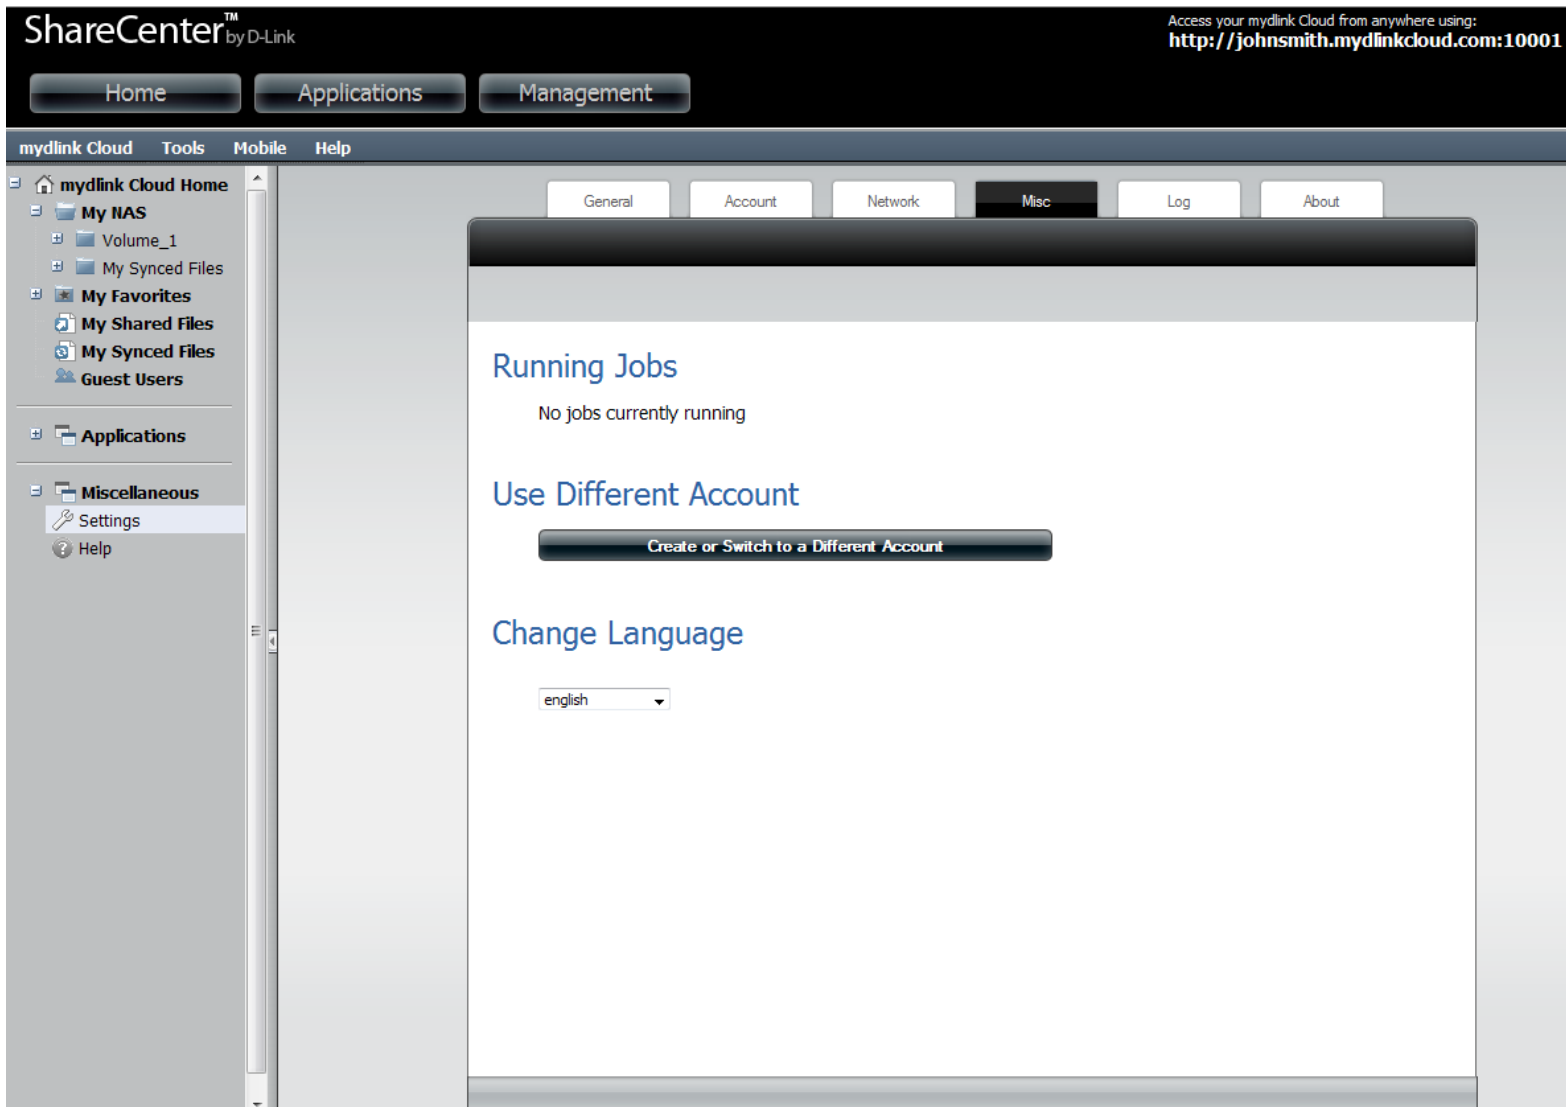 ShareCenter™ by D-Link
Access your mydlink Cloud from anywhere using:
http://johnsmith.mydlinkcloud.com:10001
Home Applications Management
mydlink Cloud Tools Mobile Help
mydlink Cloud Home
My NAS
Volume_1
My Synced Files
My Favorites
My Shared Files
My Synced Files
Guest Users
Applications
Miscellaneous
Settings
Help
General Account Network Misc Log About
Running Jobs
No jobs currently running
Use Different Account
Create or Switch to a Different Account
Change Language
english